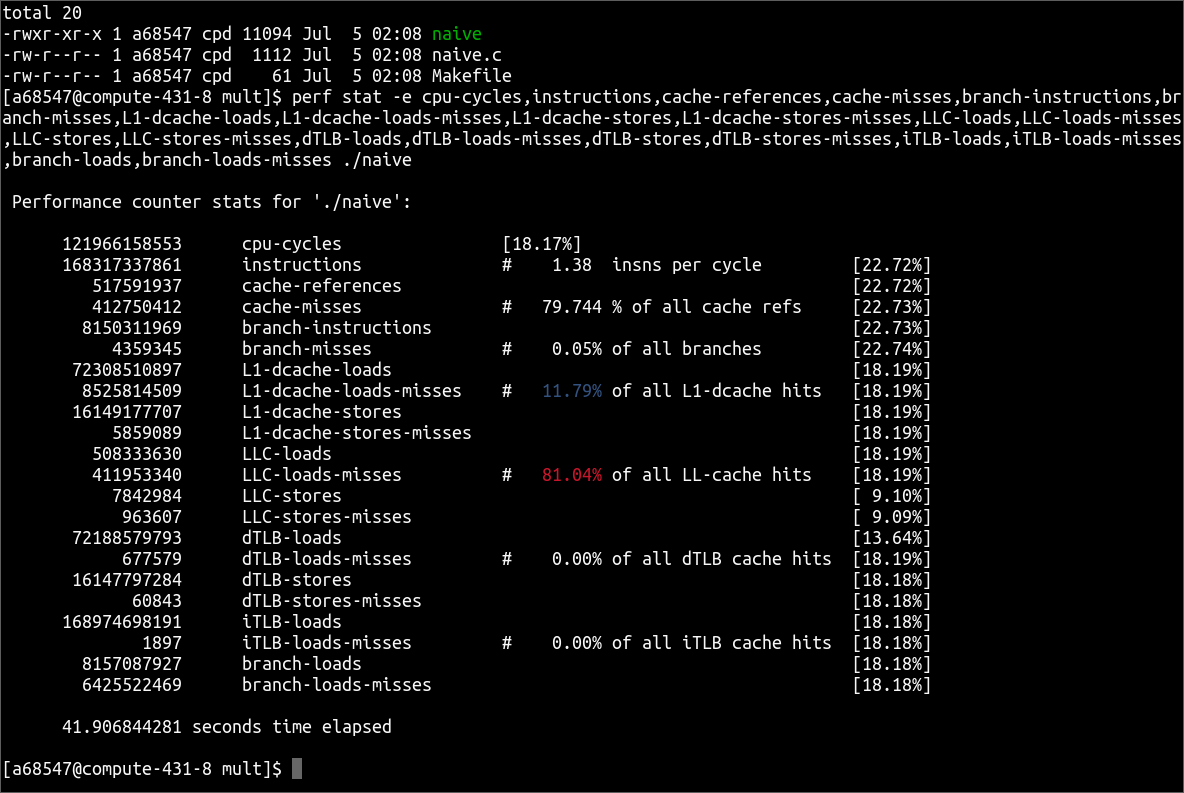 total 20
-rwxr-xr-x 1 a68547 cpd 11094 Jul  5 02:08 naive
-rw-r--r-- 1 a68547 cpd  1112 Jul  5 02:08 naive.c
-rw-r--r-- 1 a68547 cpd    61 Jul  5 02:08 Makefile
[a68547@compute-431-8 mult]$ perf stat -e cpu-cycles,instructions,cache-references,cache-misses,branch-instructions,br
anch-misses,L1-dcache-loads,L1-dcache-loads-misses,L1-dcache-stores,L1-dcache-stores-misses,LLC-loads,LLC-loads-misses
,LLC-stores,LLC-stores-misses,dTLB-loads,dTLB-loads-misses,dTLB-stores,dTLB-stores-misses,iTLB-loads,iTLB-loads-misses
,branch-loads,branch-loads-misses ./naive
Performance counter stats for './naive':
121966158553      cpu-cycles                [18.17%]
168317337861      instructions              #    1.38  insns per cycle         [22.72%]
517591937      cache-references                                             [22.72%]
412750412      cache-misses              #   79.744 % of all cache refs     [22.73%]
8150311969      branch-instructions                                          [22.73%]
4359345      branch-misses             #    0.05% of all branches         [22.74%]
72308510897      L1-dcache-loads                                              [18.19%]
8525814509      L1-dcache-loads-misses    #   11.79% of all L1-dcache hits   [18.19%]
16149177707      L1-dcache-stores                                             [18.19%]
5859089      L1-dcache-stores-misses                                      [18.19%]
508333630      LLC-loads                                                    [18.19%]
411953340      LLC-loads-misses          #   81.04% of all LL-cache hits    [18.19%]
7842984      LLC-stores                                                   [ 9.10%]
963607      LLC-stores-misses                                            [ 9.09%]
72188579793      dTLB-loads                                                   [13.64%]
677579      dTLB-loads-misses         #    0.00% of all dTLB cache hits  [18.19%]
16147797284      dTLB-stores                                                  [18.18%]
60843      dTLB-stores-misses                                           [18.18%]
168974698191      iTLB-loads                                                   [18.18%]
1897      iTLB-loads-misses         #    0.00% of all iTLB cache hits  [18.18%]
8157087927      branch-loads                                                 [18.18%]
6425522469      branch-loads-misses                                          [18.18%]
41.906844281 seconds time elapsed
[a68547@compute-431-8 mult]$